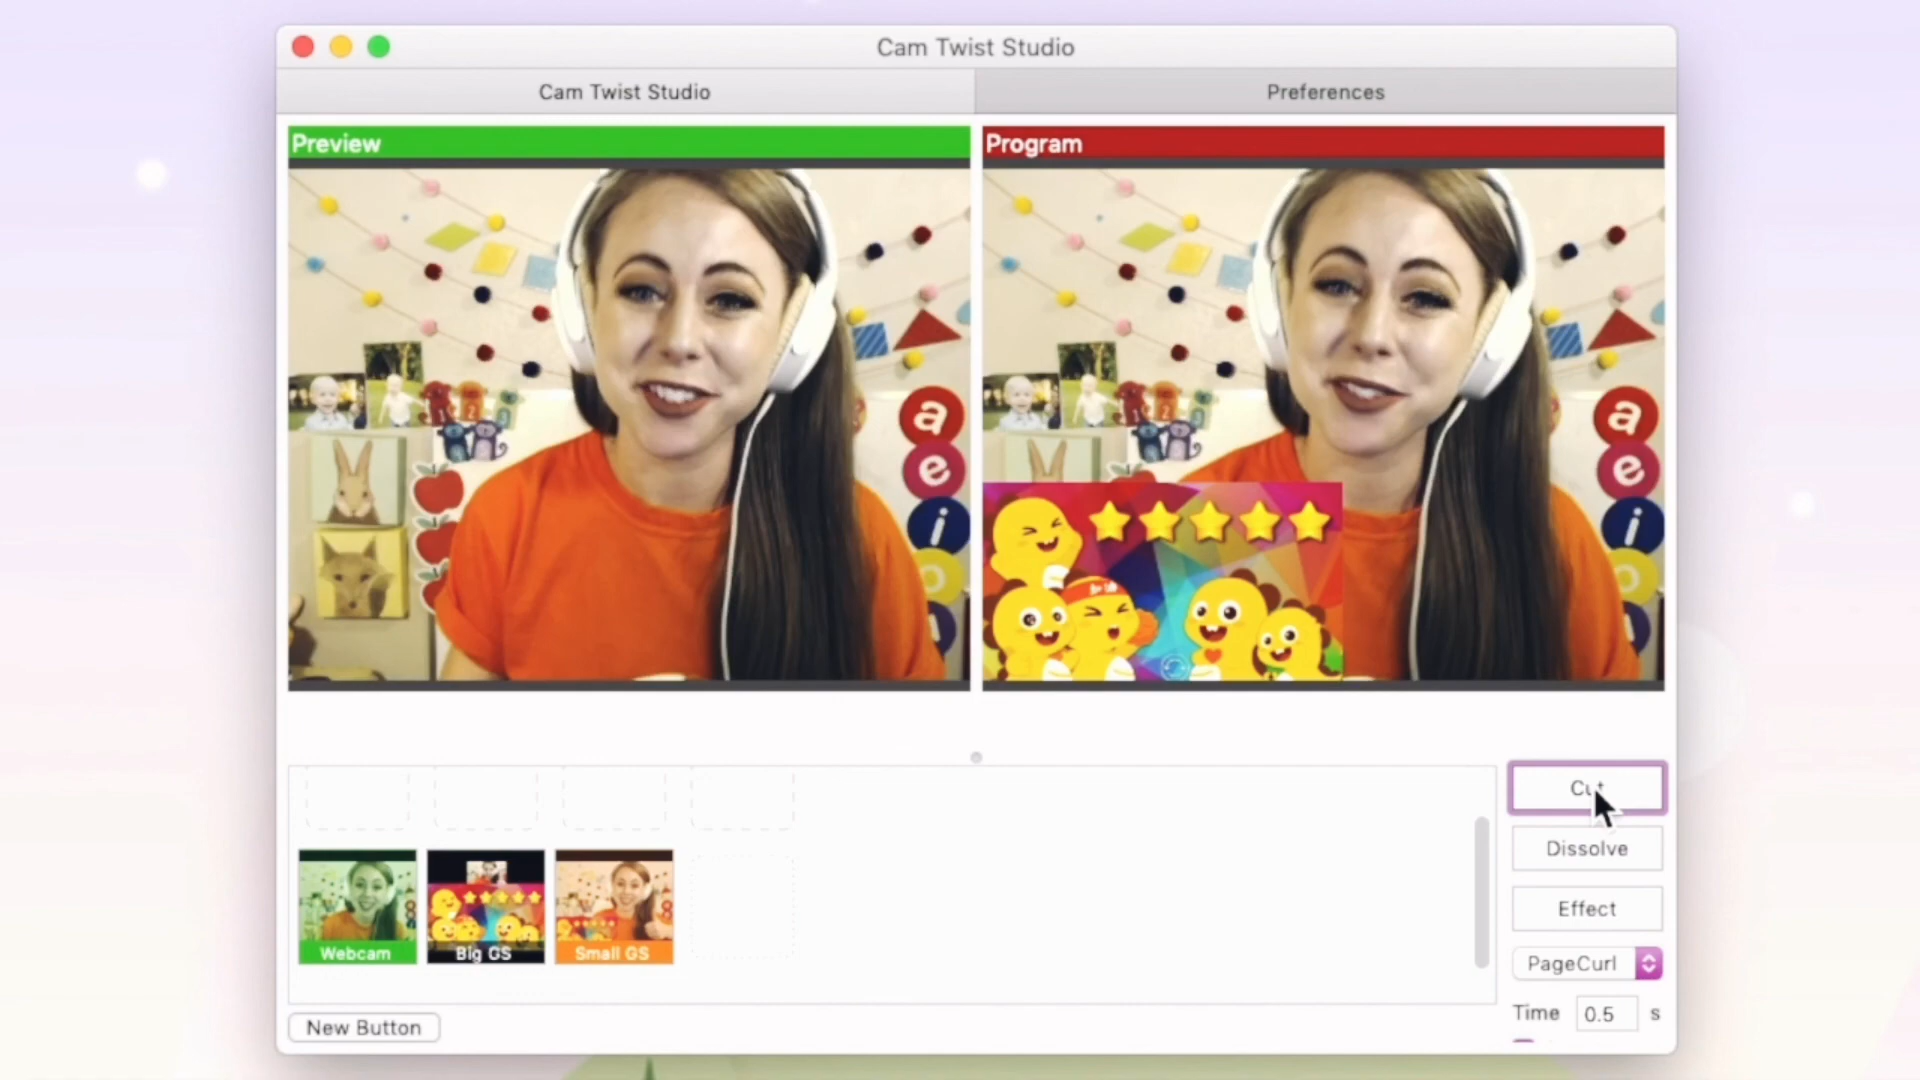 Cam Twist Studio
Cam Twist Studio
Preferences
Preview
Program
a
e
i
o
a
e
i
o
Cut
Dissolve
Effect
Webcam
Big GS
Small GS
PageCurl
Time 0.5 s
New Button